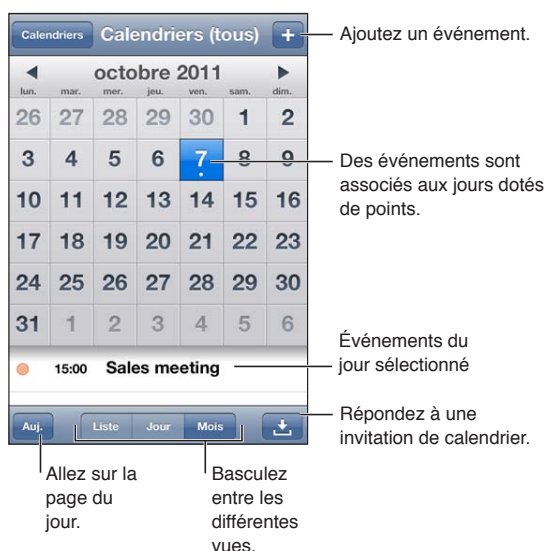 Calendriers Calendriers (tous) +
Ajoutez un événement.
octobre 2011
lun. mar. mer. jeu. ven. sam. dim.
26 27 28 29 30 1 2
3 4 5 6 7 8 9
Des événements sont
associés aux jours dotés
de points.
10 11 12 13 14 15 16
17 18 19 20 21 22 23
24 25 26 27 28 29 30
31 1 2 3 4 5 6
15:00 Sales meeting
Événements du
jour sélectionné
Auj. Liste Jour Mois
Répondez à une
invitation de calendrier.
Allez sur la
page du
jour.
Basculez
entre les
différentes
vues.